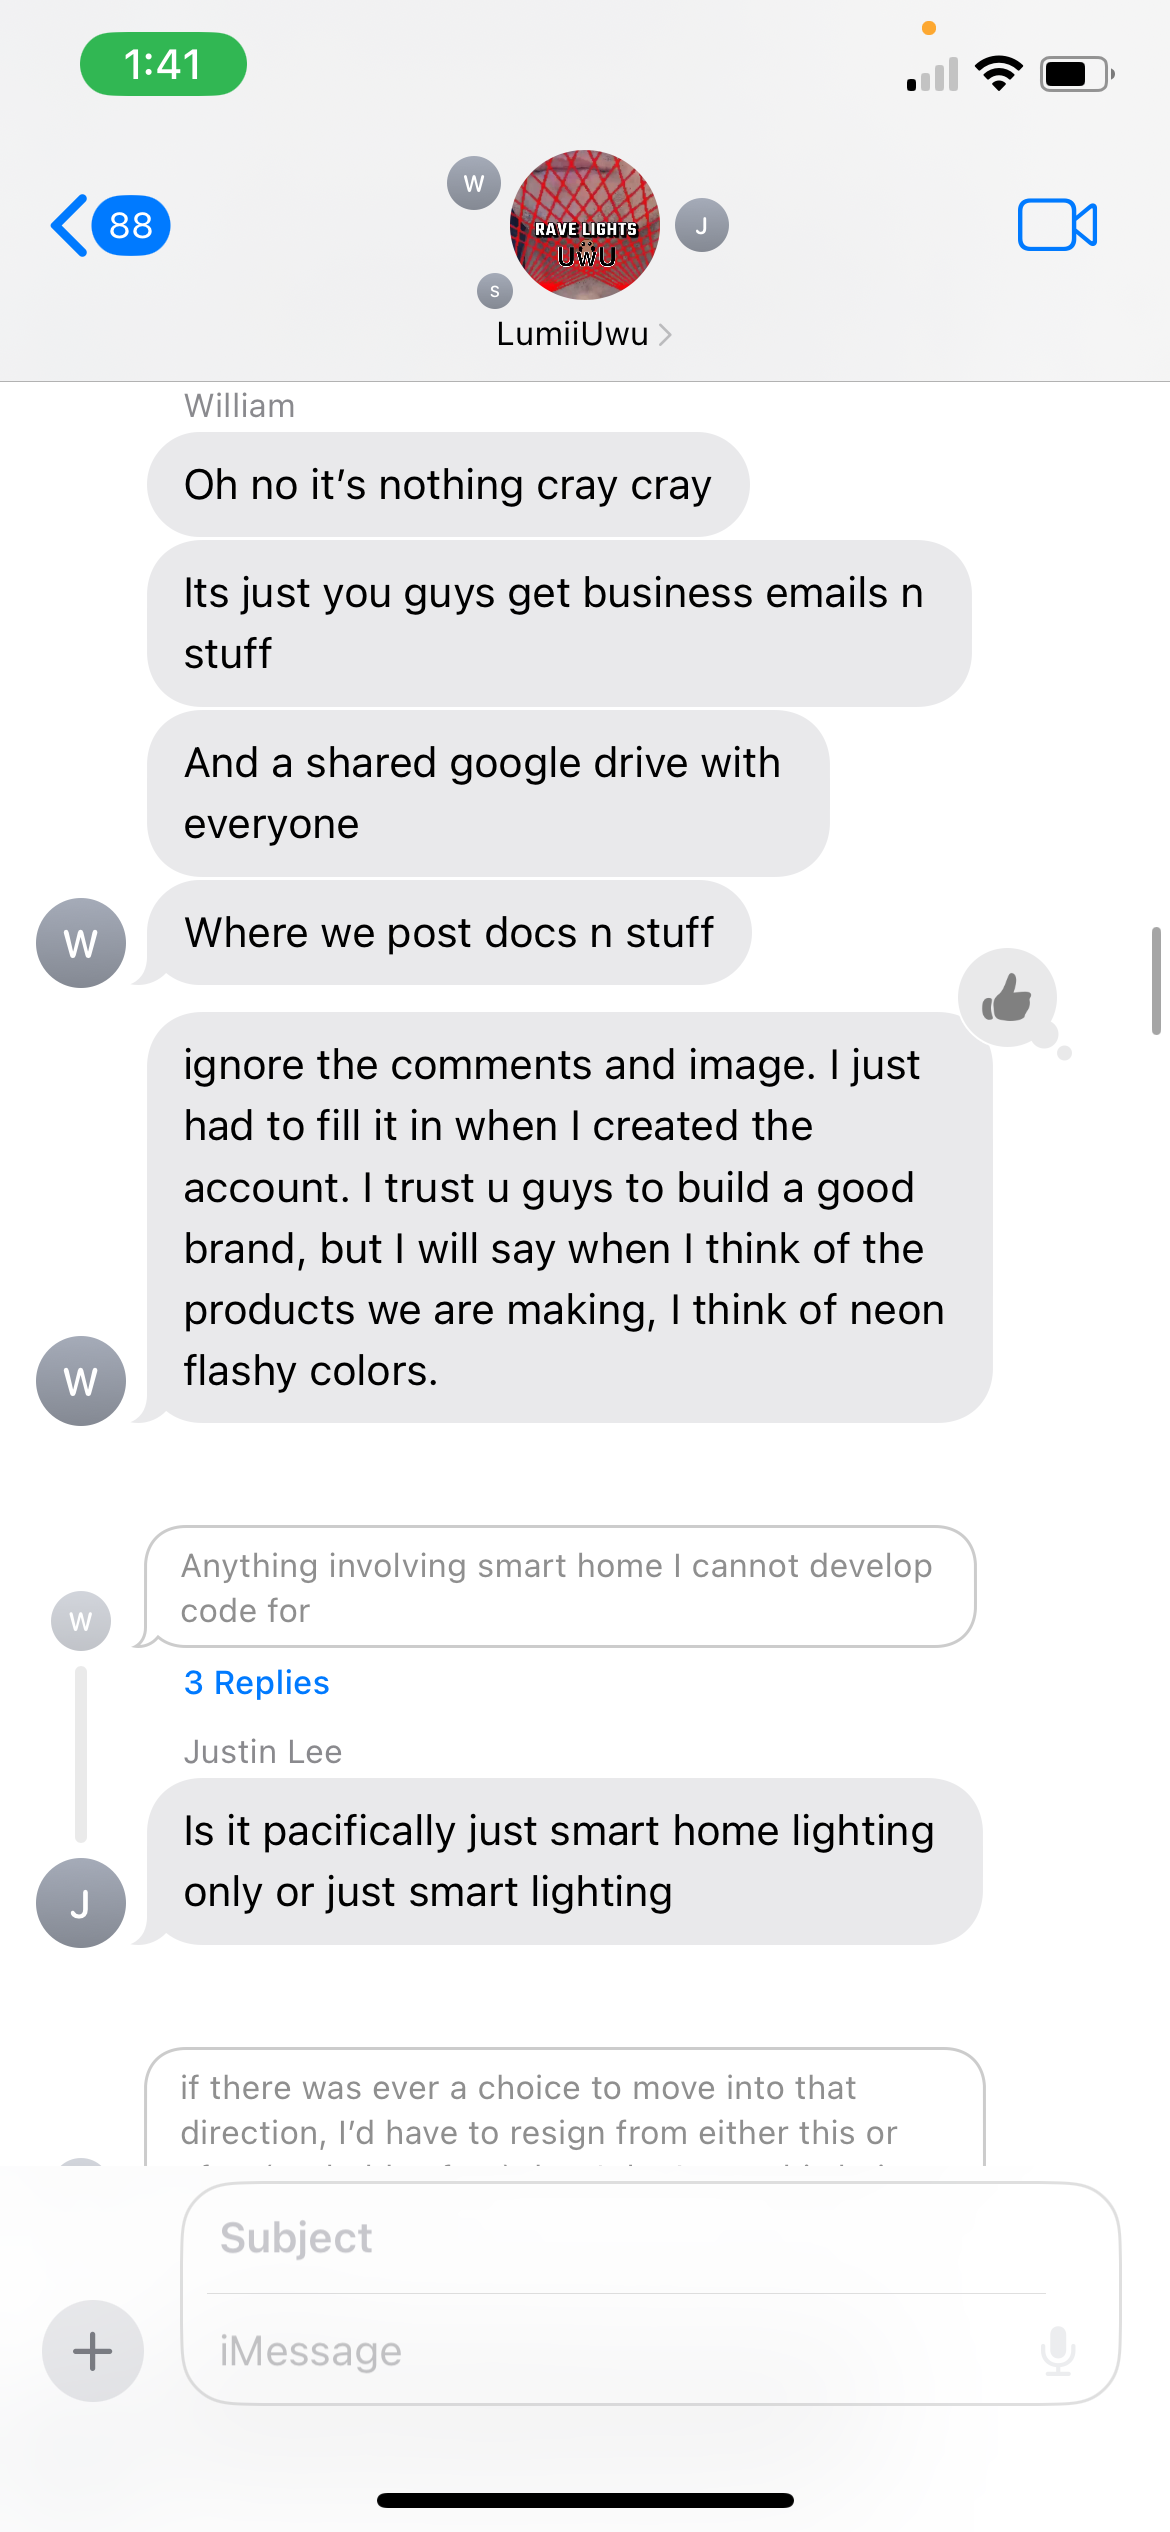 1:41
88
W
RAVE LIGHTS
UWU
J
S
LumiiUwu
William
Oh no it’s nothing cray cray
Its just you guys get business emails n
stuff
And a shared google drive with
everyone
Where we post docs n stuff
W
ignore the comments and image. I just
had to fill it in when I created the
account. I trust u guys to build a good
brand, but I will say when I think of the
products we are making, I think of neon
flashy colors.
W
Anything involving smart home I cannot develop
code for
W
3 Replies
Justin Lee
Is it pacifically just smart home lighting
only or just smart lighting
J
if there was ever a choice to move into that
direction, I’d have to resign from either this or
Subject
iMessage